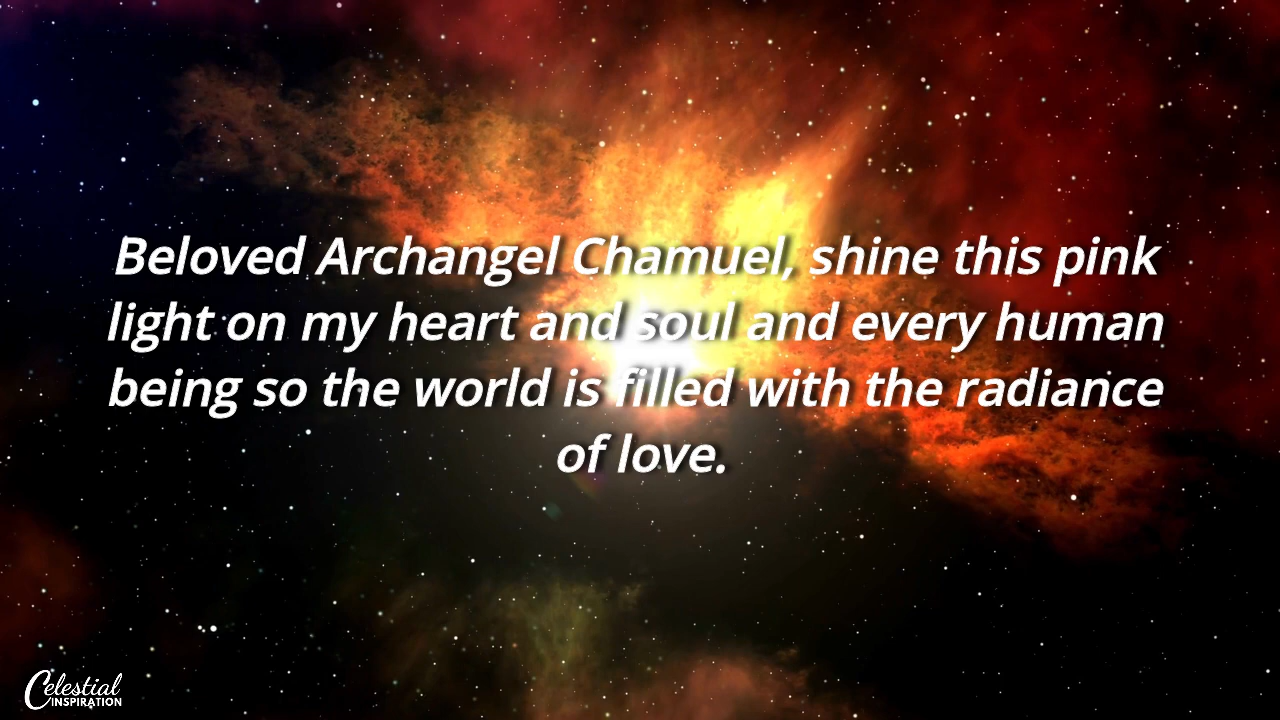 Beloved Archangel Chamuel, shine this pink
light on my heart and soul and every human
being so the world is filled with the radiance
of love.
Celestial
INSPIRATION